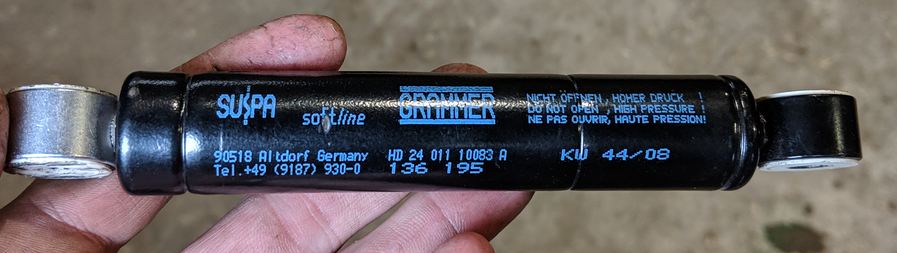 SUSPA softline
GRAMMER
NICHT ÖFFNEN, HOHER DRUCK !
DO NOT OPEN , HIGH PRESSURE !
NE PAS OUVRIR, HAUTE PRESSION!
90518 Altdorf Germany
Tel.+49 (9187) 930-0
HD 24 011 10083 A
136 195
KW 44/08